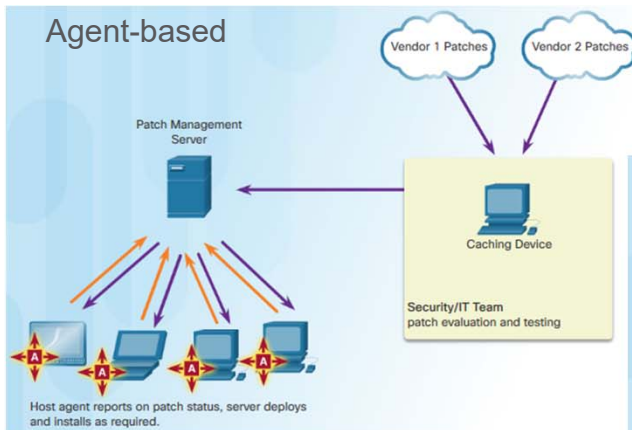 Agent-based
Vendor 1 Patches
Vendor 2 Patches
Patch Management
Server
Caching Device
Security/IT Team
patch evaluation and testing
A
A
A
A
Host agent reports on patch status, server deploys
and installs as required.